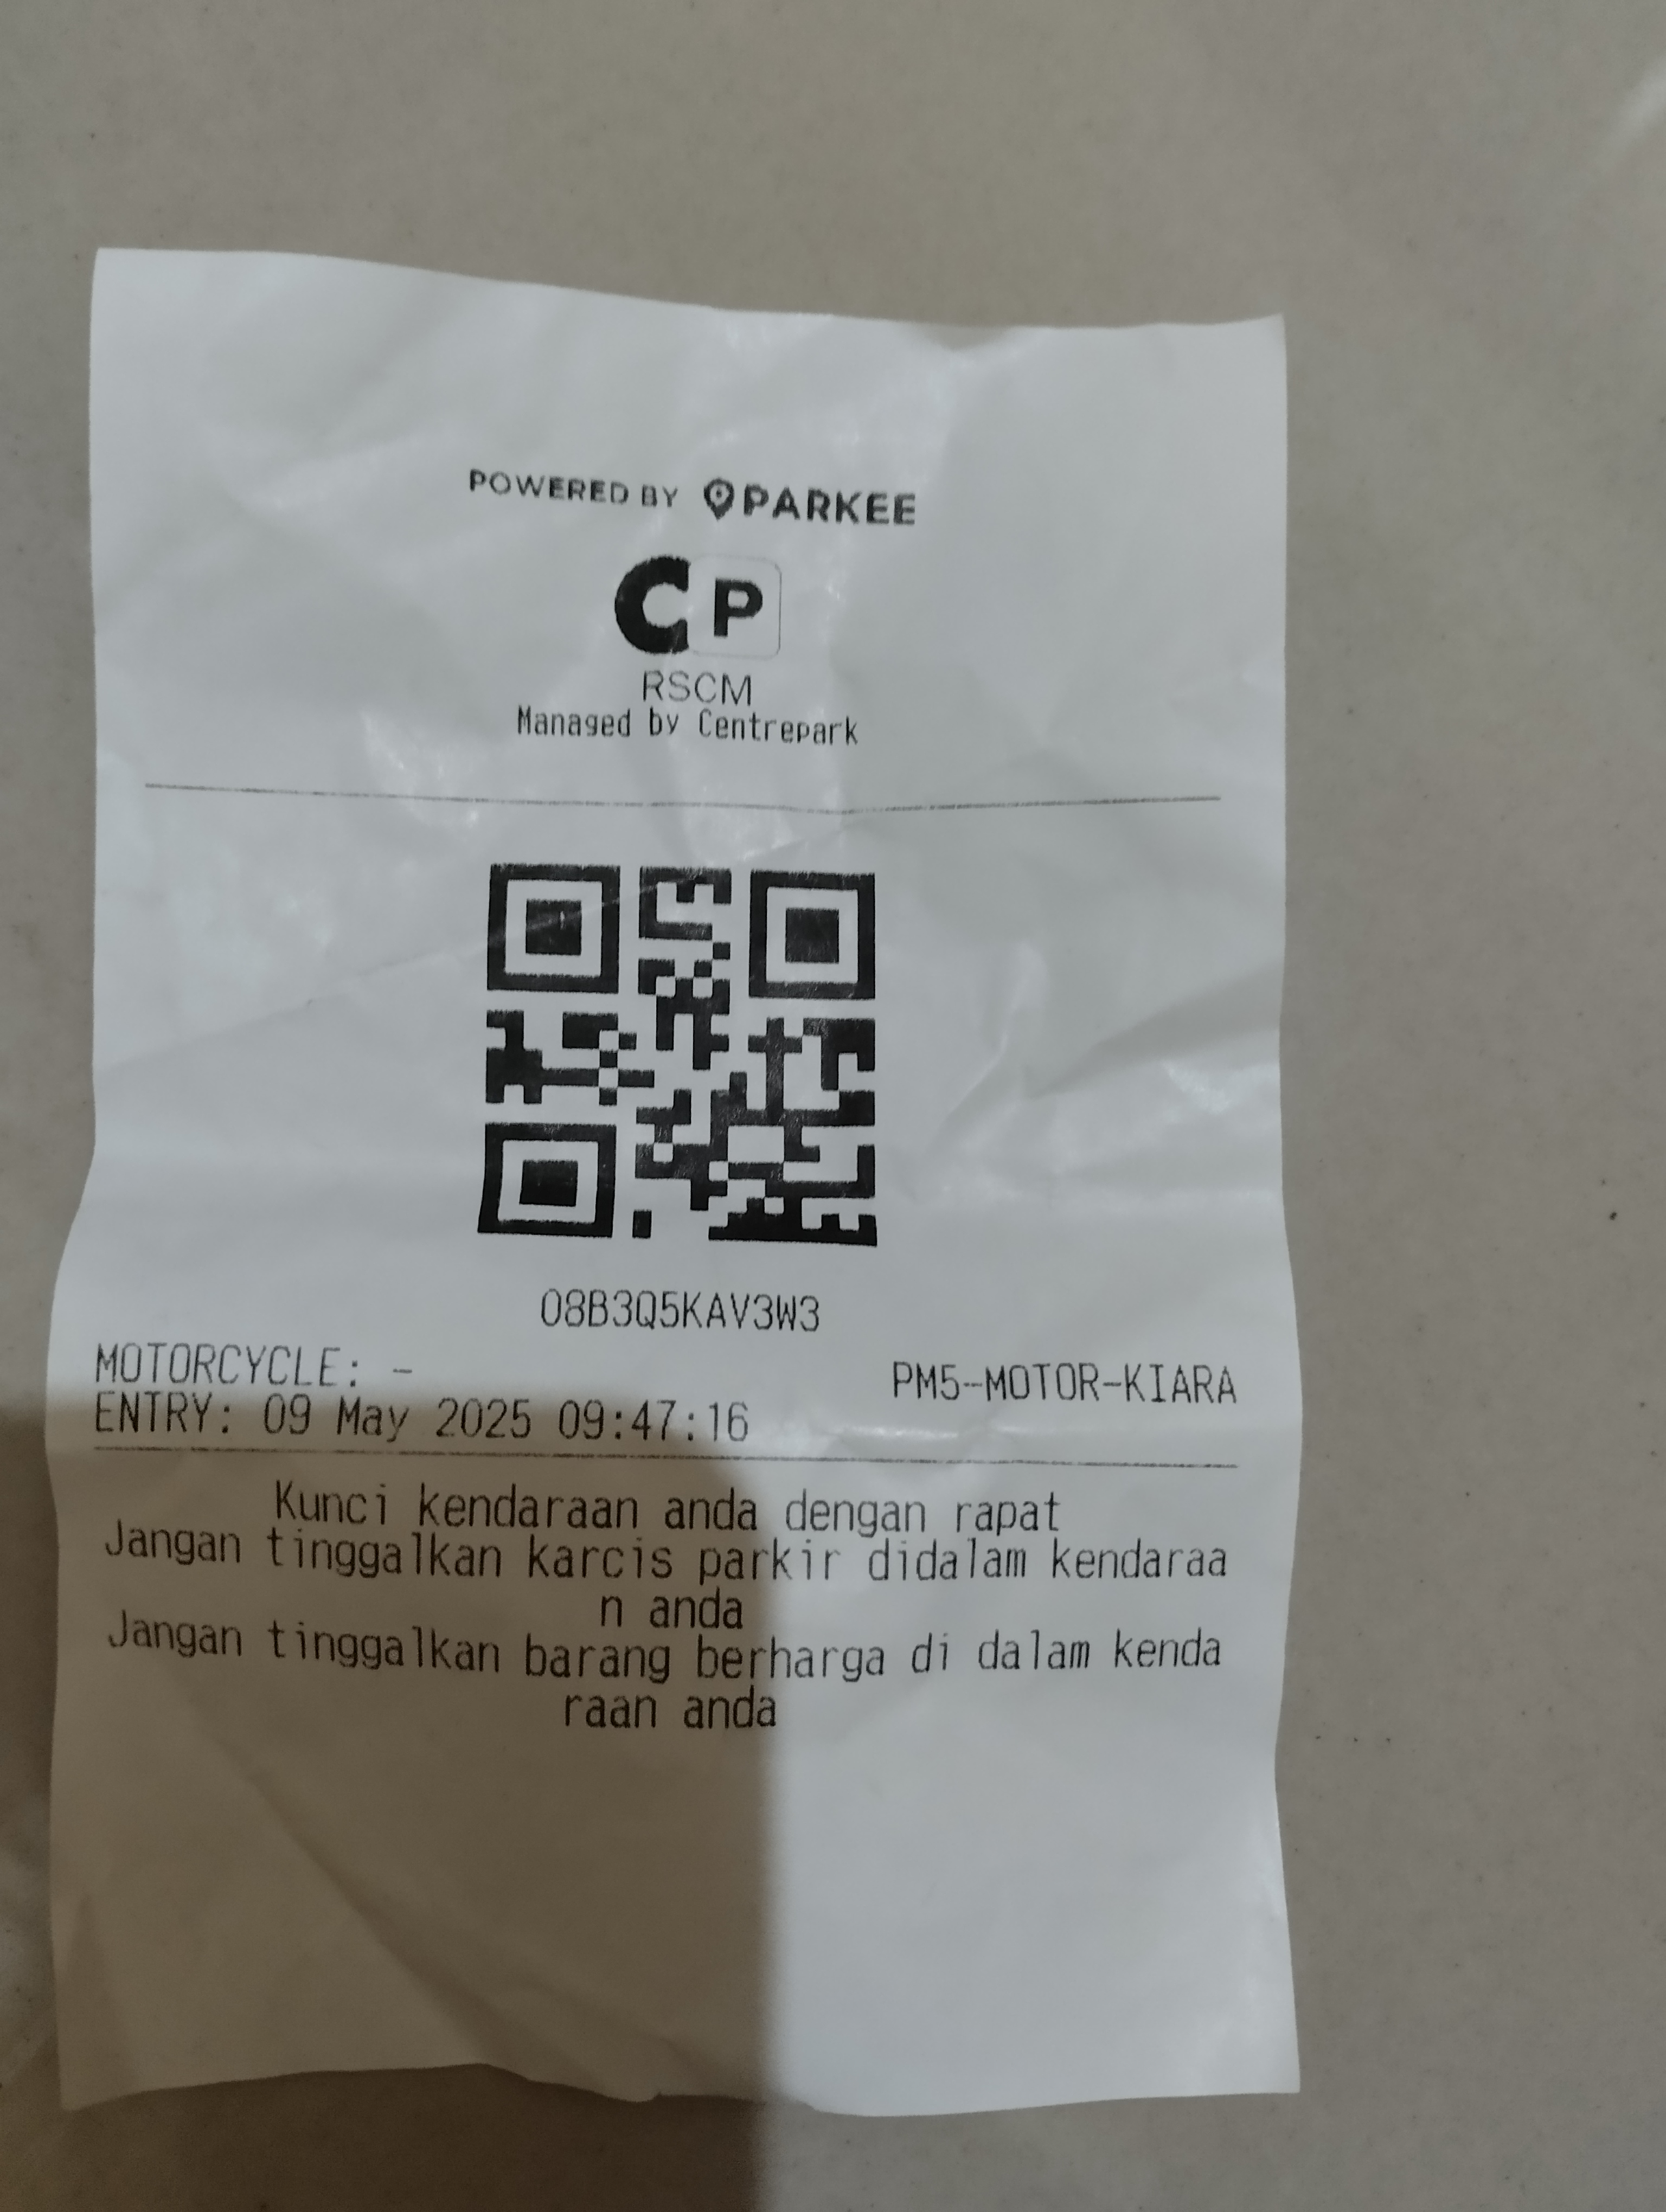 POWERED BY PARKEE
CP
RSCM
Managed by Centrepark
08B3Q5KAV3W3
MOTORCYCLE: -
PM5-MOTOR-KIARA
ENTRY: 09 May 2025 09:47:16
Kunci kendaraan anda dengan rapat
Jangan tinggalkan karcis parkir didalam kendaraa
n anda
Jangan tinggalkan barang berharga di dalam kenda
raan anda